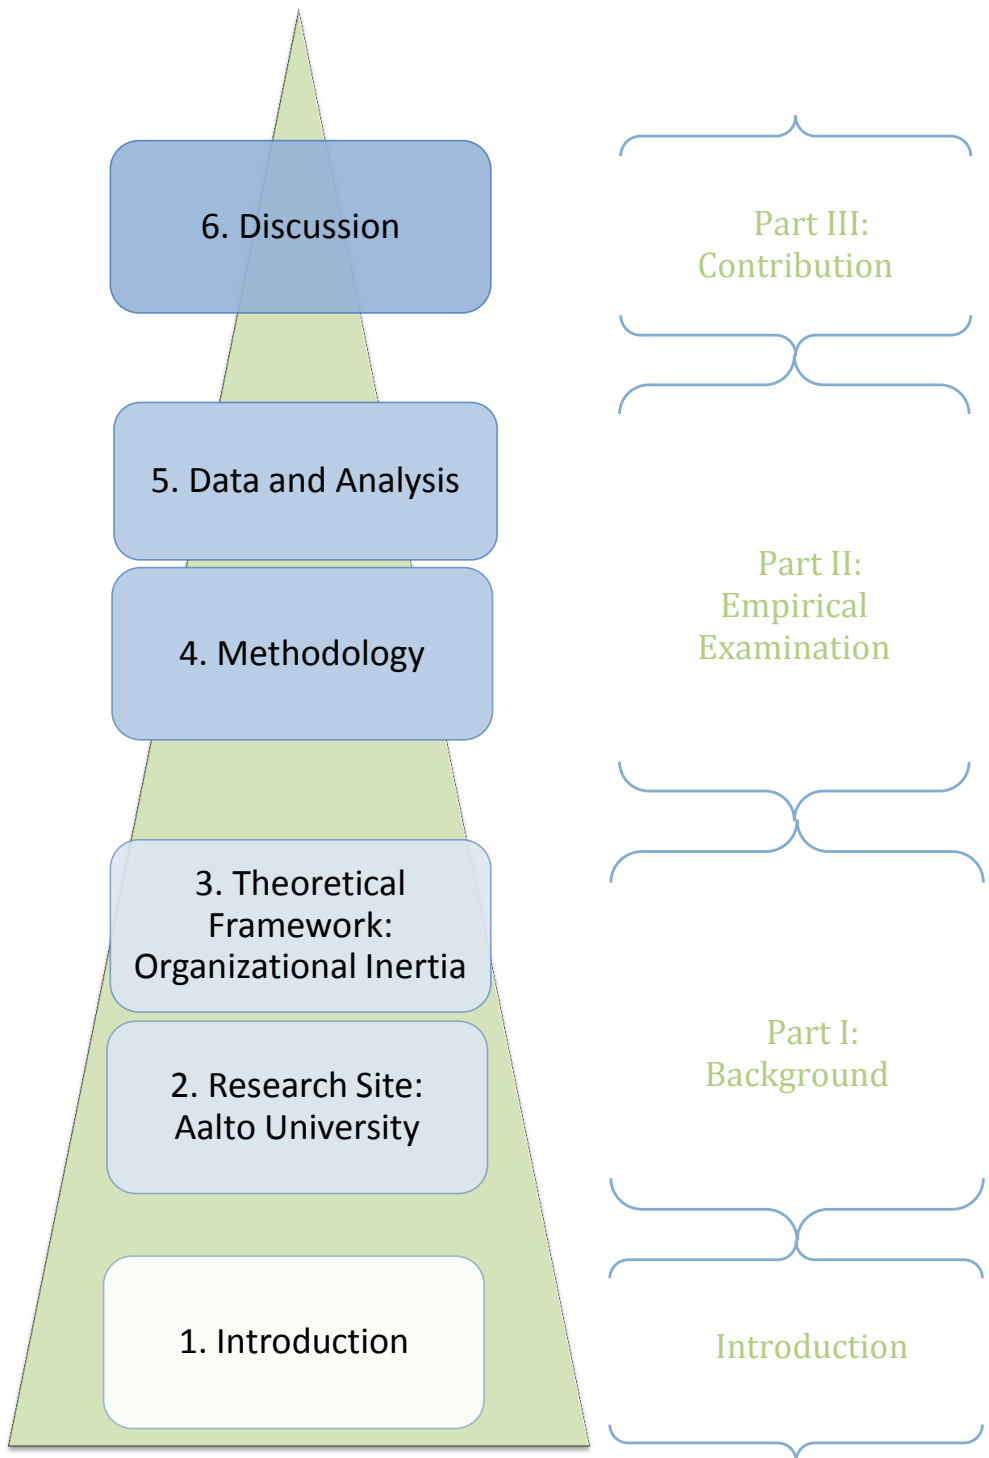 6. Discussion
Part III:
Contribution
5. Data and Analysis
4. Methodology
Part II:
Empirical
Examination
3. Theoretical
Framework:
Organizational Inertia
2. Research Site:
Aalto University
Part I:
Background
1. Introduction
Introduction